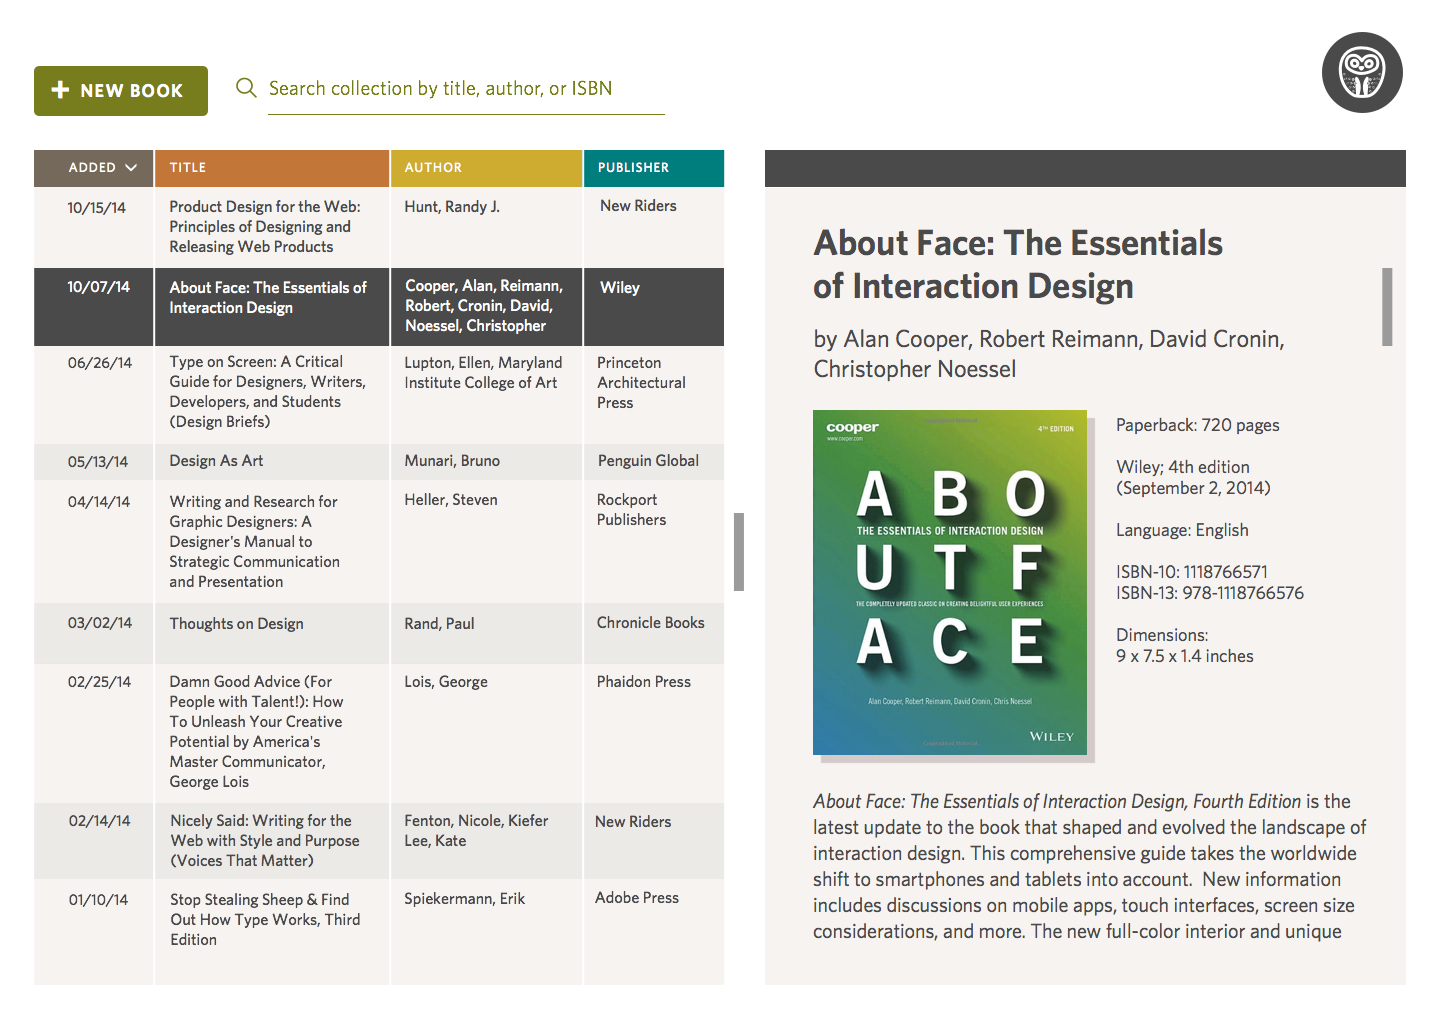 NEW BOOK
Search collection by title, author, or ISBN
ADDED
TITLE
AUTHOR
PUBLISHER
10/15/14
Product Design for the Web:
Principles of Designing and
Releasing Web Products
Hunt, Randy J.
New Riders
10/07/14
About Face: The Essentials of
Interaction Design
Cooper, Alan, Reimann,
Robert, Cronin, David,
Noessel, Christopher
Wiley
06/26/14
Type on Screen: A Critical
Guide for Designers, Writers,
Developers, and Students
(Design Briefs)
Lupton, Ellen, Maryland
Institute College of Art
Princeton
Architectural
Press
05/13/14
Design As Art
Munari, Bruno
Penguin Global
04/14/14
Writing and Research for
Graphic Designers: A
Designer's Manual to
Strategic Communication
and Presentation
Heller, Steven
Rockport
Publishers
03/02/14
Thoughts on Design
Rand, Paul
Chronicle Books
02/25/14
Damn Good Advice (For
People with Talent!): How
To Unleash Your Creative
Potential by America's
Master Communicator,
George Lois
Lois, George
Phaidon Press
02/14/14
Nicely Said: Writing for the
Web with Style and Purpose
(Voices That Matter)
Fenton, Nicole, Kiefer
Lee, Kate
New Riders
01/10/14
Stop Stealing Sheep & Find
Out How Type Works, Third
Edition
Spiekermann, Erik
Adobe Press
About Face: The Essentials
of Interaction Design
by Alan Cooper, Robert Reimann, David Cronin,
Christopher Noessel
cooper
www.cooper.com
4TH EDITION
ABO
THE ESSENTIALS OF INTERACTION DESIGN
UTF
THE COMPLETELY UPDATED CLASSIC ON CREATING DELIGHTFUL USER EXPERIENCES
ACE
Alan Cooper, Robert Reimann, David Cronin, Chris Noessel
WILEY
Paperback: 720 pages
Wiley; 4th edition
(September 2, 2014)
Language: English
ISBN-10: 1118766571
ISBN-13: 978-1118766576
Dimensions:
9 x 7.5 x 1.4 inches
About Face: The Essentials of Interaction Design, Fourth Edition is the
latest update to the book that shaped and evolved the landscape of
interaction design. This comprehensive guide takes the worldwide
shift to smartphones and tablets into account.  New information
includes discussions on mobile apps, touch interfaces, screen size
considerations, and more. The new full-color interior and unique